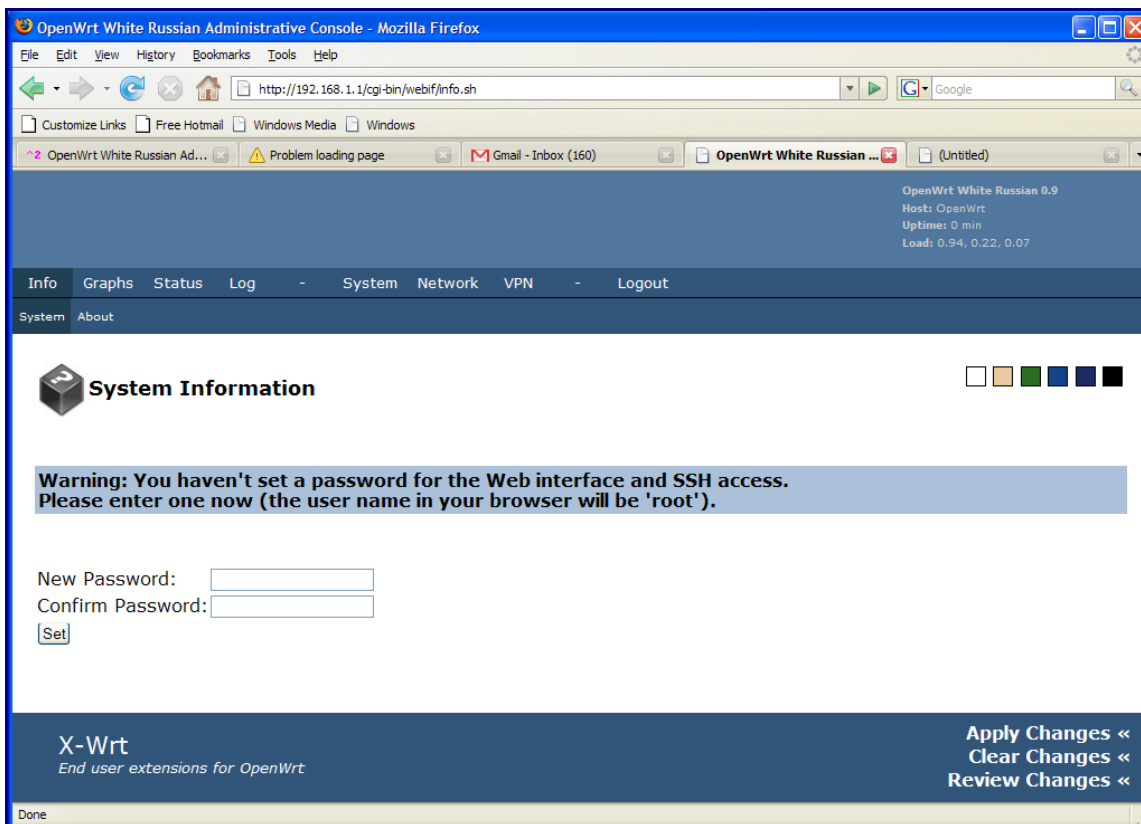 OpenWrt White Russian Administrative Console - Mozilla Firefox
File Edit View History Bookmarks Tools Help
http://192.168.1.1/cgi-bin/webif/info.sh G Google
Customize Links Free Hotmail Windows Media Windows
^2 OpenWrt White Russian Ad... Problem loading page Gmail - Inbox (160) OpenWrt White Russian ... (Untitled)
OpenWrt White Russian 0.9
Host: OpenWrt
Uptime: 0 min
Load: 0.94, 0.22, 0.07
Info Graphs Status Log - System Network VPN - Logout
System About
System Information
Warning: You haven't set a password for the Web interface and SSH access.
Please enter one now (the user name in your browser will be 'root').
New Password:
Confirm Password:
Set
X-Wrt
End user extensions for OpenWrt
Apply Changes «
Clear Changes «
Review Changes «
Done